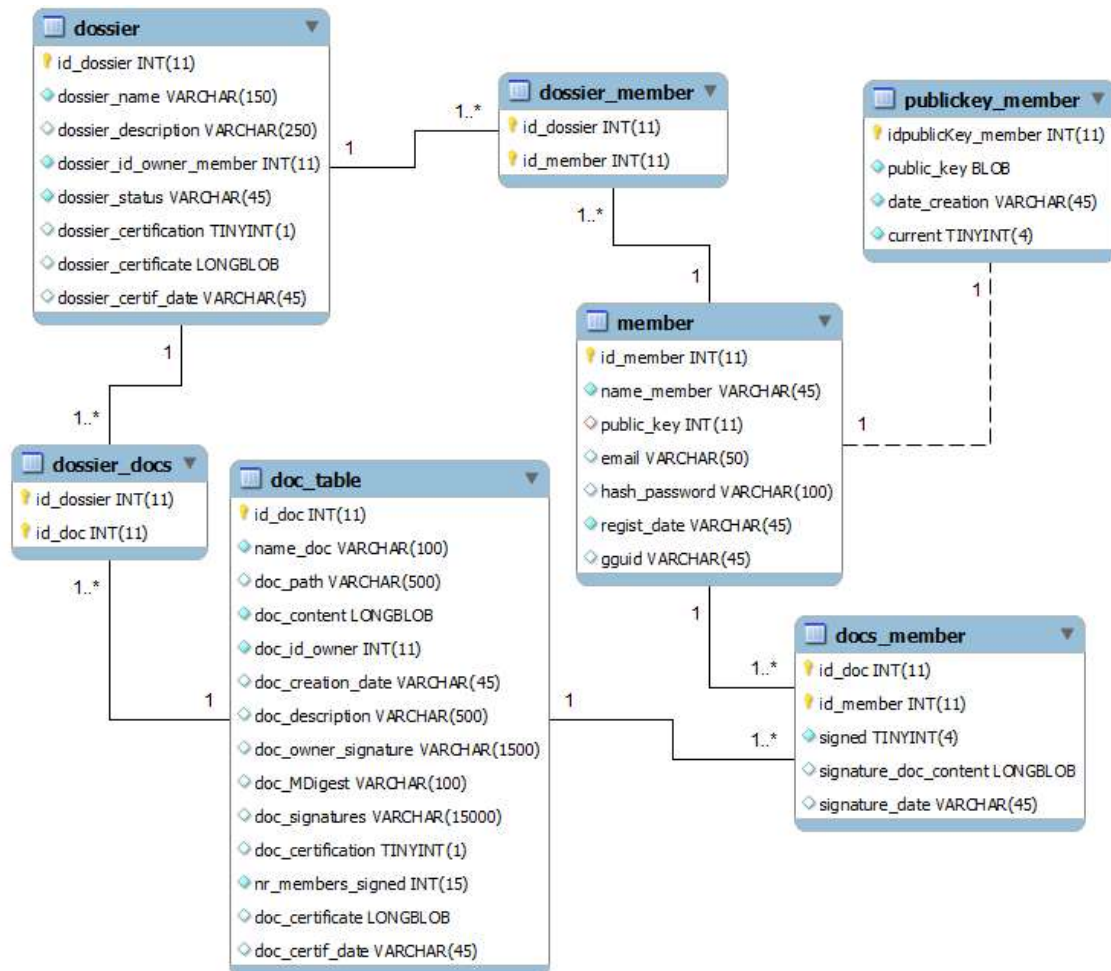 dossier
id_dossier INT(11)
dossier_name VARCHAR(150)
dossier_description VARCHAR(250)
dossier_id_owner_member INT(11)
dossier_status VARCHAR(45)
dossier_certification TINYINT(1)
dossier_certificate LONGBLOB
dossier_certif_date VARCHAR(45)
1
1..*
dossier_member
id_dossier INT(11)
id_member INT(11)
1..*
1
publickey_member
idpublicKey_member INT(11)
public_key BLOB
date_creation VARCHAR(45)
current TINYINT(4)
1
1
member
id_member INT(11)
name_member VARCHAR(45)
public_key INT(11)
email VARCHAR(50)
hash_password VARCHAR(100)
regist_date VARCHAR(45)
gguid VARCHAR(45)
1
1..*
1
1..*
dossier_docs
id_dossier INT(11)
id_doc INT(11)
1..*
1
doc_table
id_doc INT(11)
name_doc VARCHAR(100)
doc_path VARCHAR(500)
doc_content LONGBLOB
doc_id_owner INT(11)
doc_creation_date VARCHAR(45)
doc_description VARCHAR(500)
doc_owner_signature VARCHAR(1500)
doc_MDigest VARCHAR(100)
doc_signatures VARCHAR(15000)
doc_certification TINYINT(1)
nr_members_signed INT(15)
doc_certificate LONGBLOB
doc_certif_date VARCHAR(45)
1
1..*
docs_member
id_doc INT(11)
id_member INT(11)
signed TINYINT(4)
signature_doc_content LONGBLOB
signature_date VARCHAR(45)